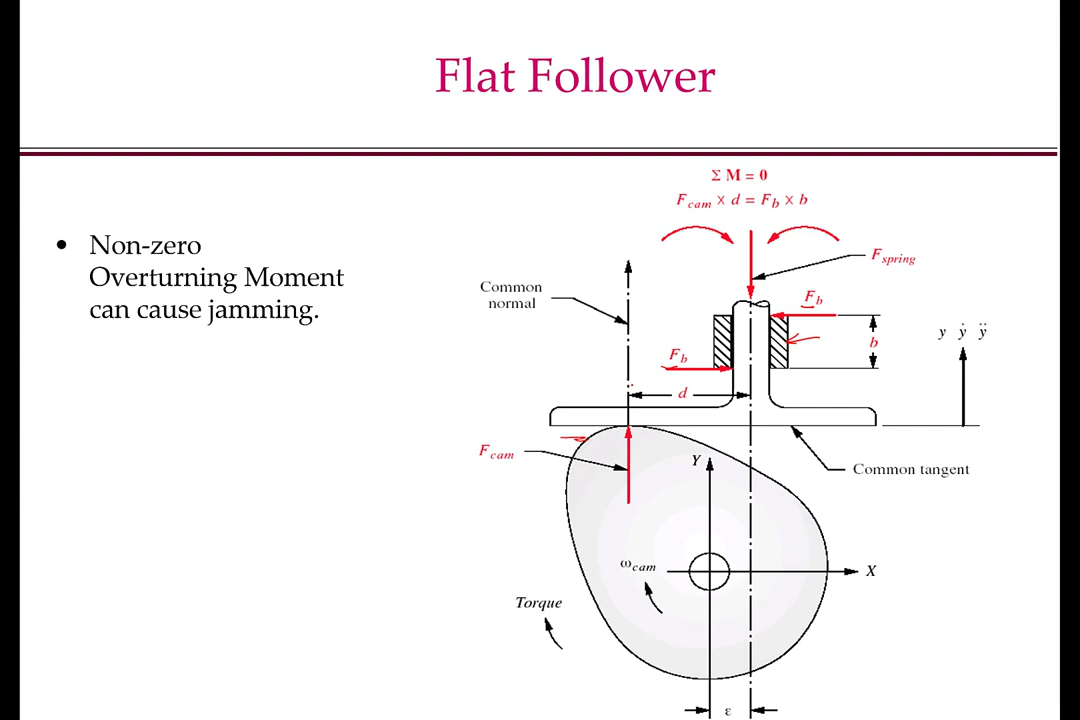 Flat Follower
• Non-zero
Overturning Moment
can cause jamming.
Σ M = 0
F_cam × d = F_b × b
F_spring
Common
normal
F_b
b
y ẏ ÿ
F_b
d
F_cam
Y
Common tangent
ω_cam
X
Torque
ε